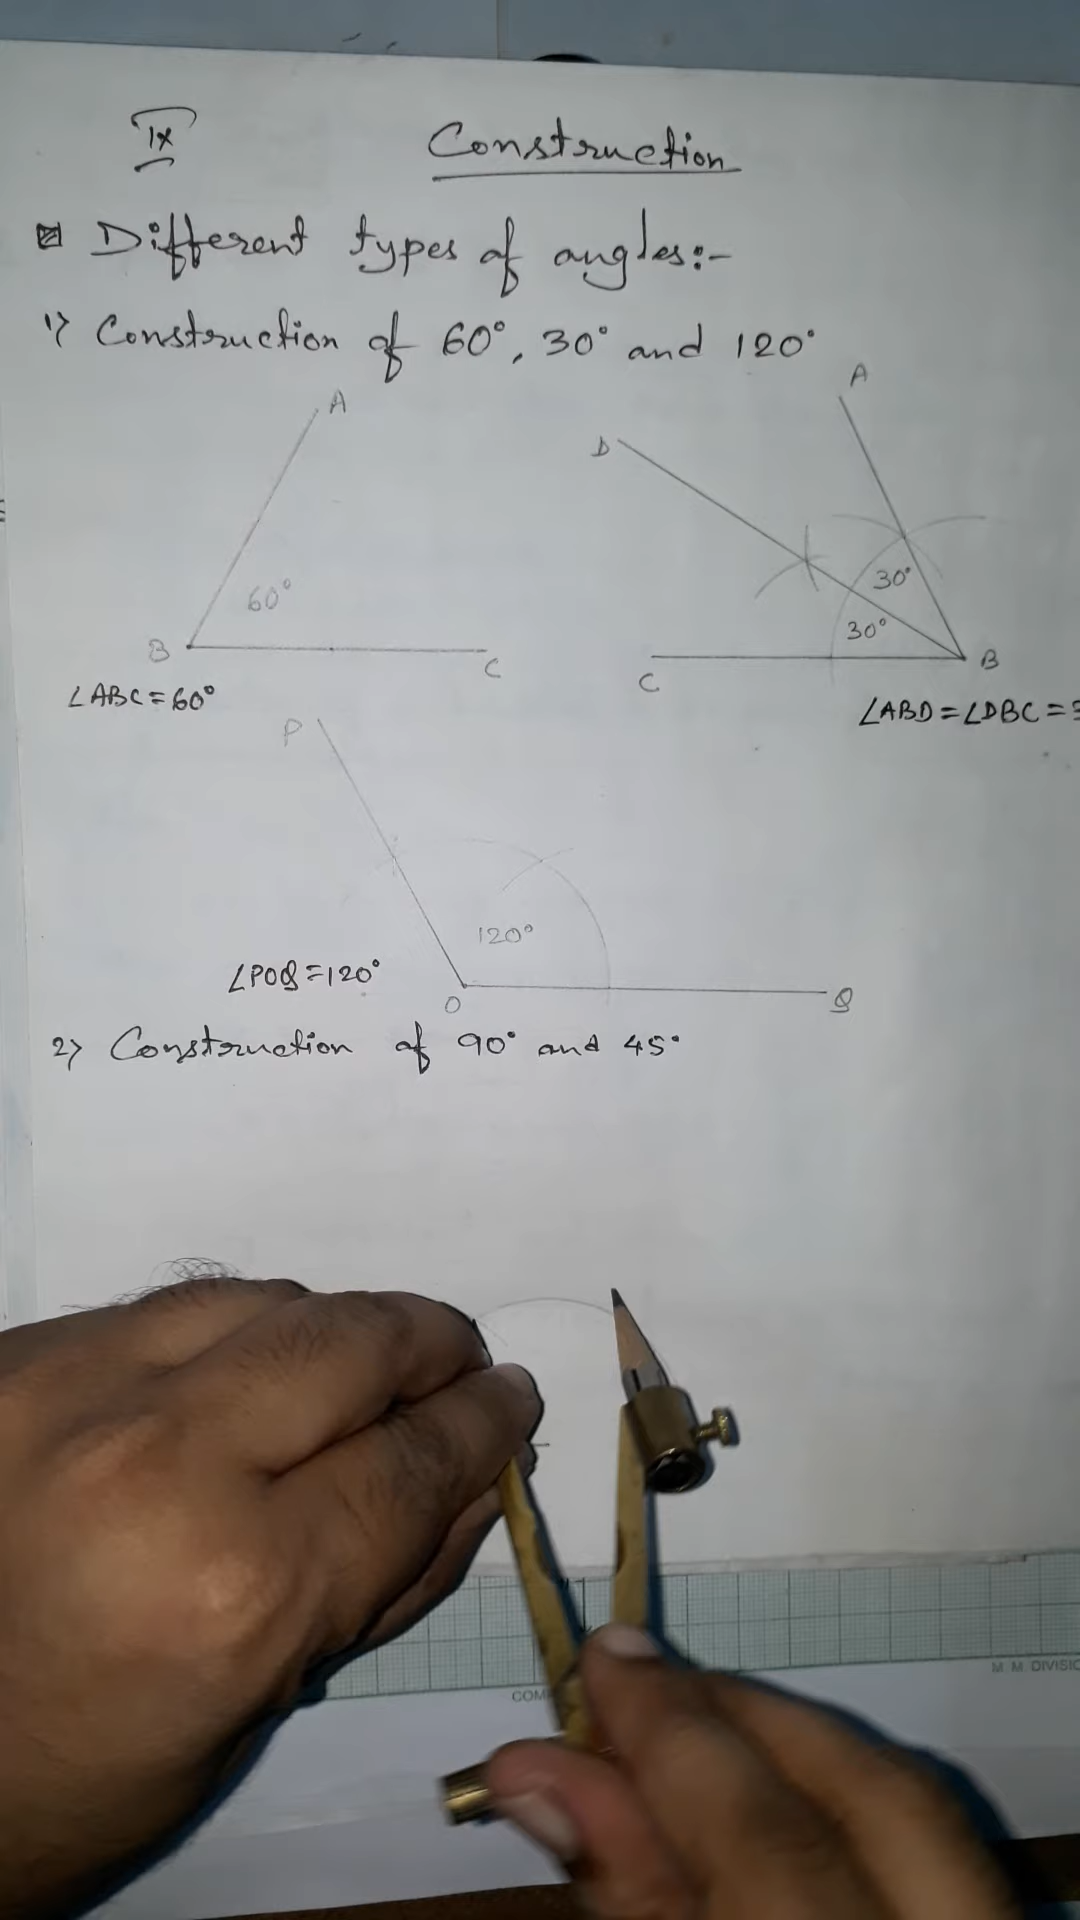 IX
Construction
Different types of angles:-
1) Construction of 60°, 30° and 120°
A
60°
B
C
∠ABC=60°
A
D
30°
30°
C
B
∠ABD=∠DBC=
P
120°
∠POQ=120°
O
Q
2) Construction of 90° and 45°
M. M. DIVISIO
COM